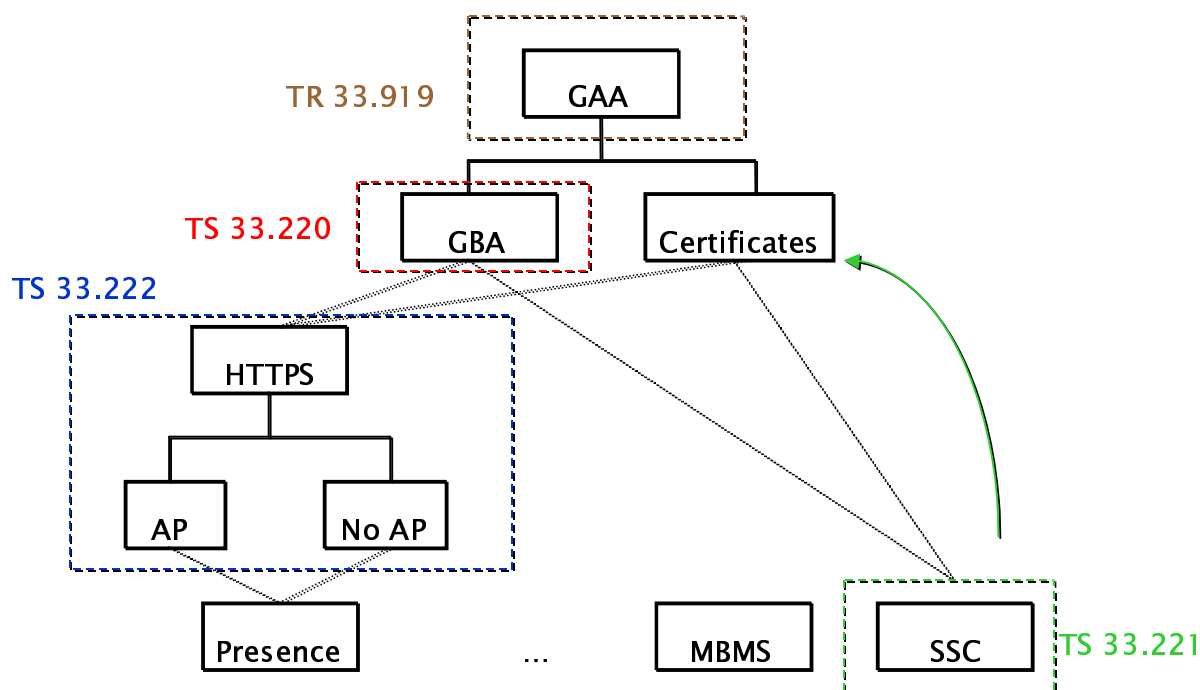 GAA
TR 33.919
TS 33.220
GBA
Certificates
TS 33.222
HTTPS
AP
No AP
Presence
...
MBMS
SSC
TS 33.221